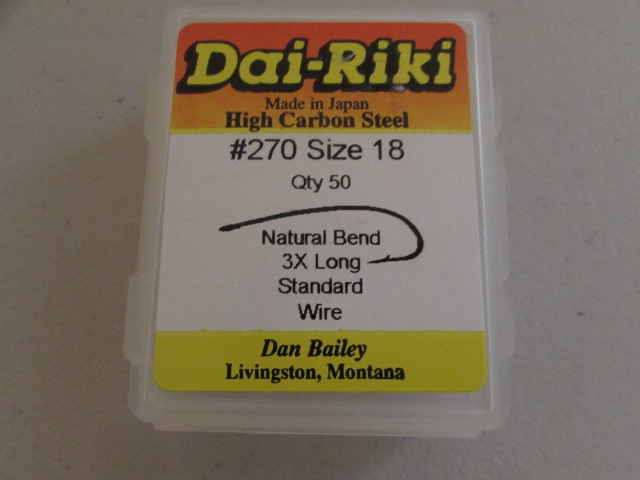 Dai-Riki
Made in Japan
High Carbon Steel
#270 Size 18
Qty 50
Natural Bend
3X Long
Standard
Wire
Dan Bailey
Livingston, Montana